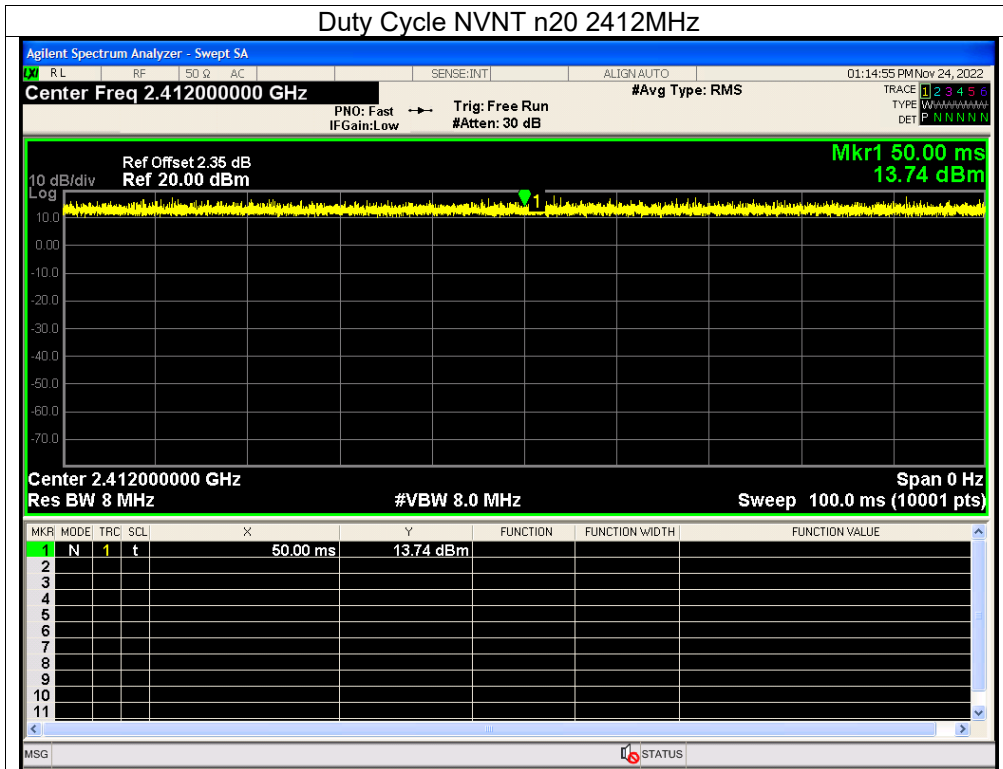 Duty Cycle NVNT n20 2412MHz
Agilent Spectrum Analyzer - Swept SA
LXI RL RF 50 Ω AC SENSE:INT ALIGN AUTO 01:14:55 PM Nov 24, 2022
Center Freq 2.412000000 GHz #Avg Type: RMS TRACE 1 2 3 4 5 6
PNO: Fast Trig: Free Run TYPE WWWWWW
IFGain:Low #Atten: 30 dB DET P N N N N N
Mkr1 50.00 ms
Ref Offset 2.35 dB
10 dB/div Ref 20.00 dBm 13.74 dBm
Log
1
10.0
0.00
-10.0
-20.0
-30.0
-40.0
-50.0
-60.0
-70.0
Center 2.412000000 GHz Span 0 Hz
Res BW 8 MHz #VBW 8.0 MHz Sweep 100.0 ms (10001 pts)
MKR MODE TRC SCL X Y FUNCTION FUNCTION WIDTH FUNCTION VALUE
1 N 1 t 50.00 ms 13.74 dBm
2
3
4
5
6
7
8
9
10
11
MSG STATUS